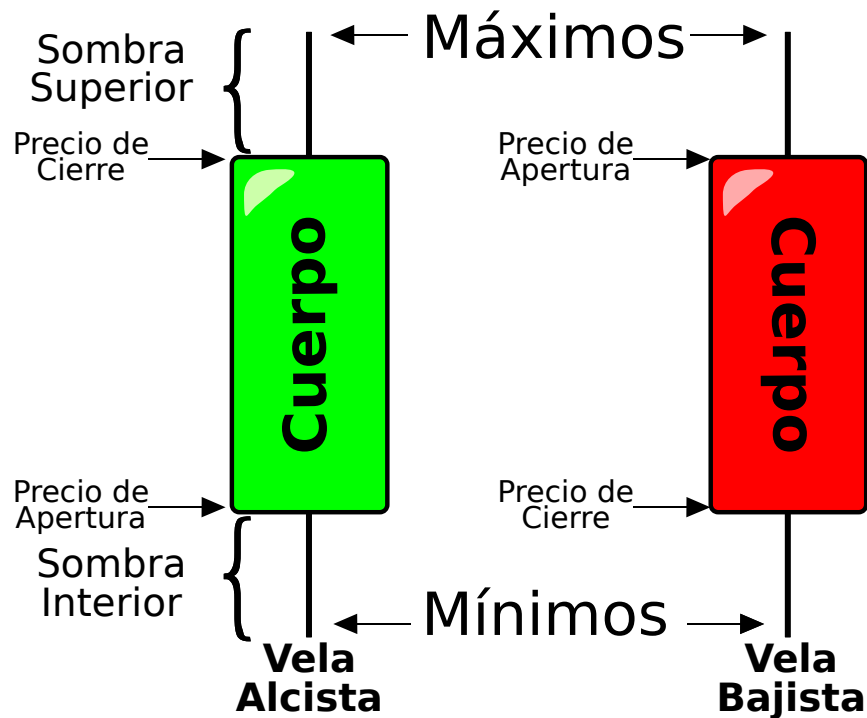 Máximos
Sombra
Superior
Precio de
Cierre
Precio de
Apertura
Cuerpo
Cuerpo
Precio de
Apertura
Precio de
Cierre
Sombra
Interior
Mínimos
Vela
Alcista
Vela
Bajista